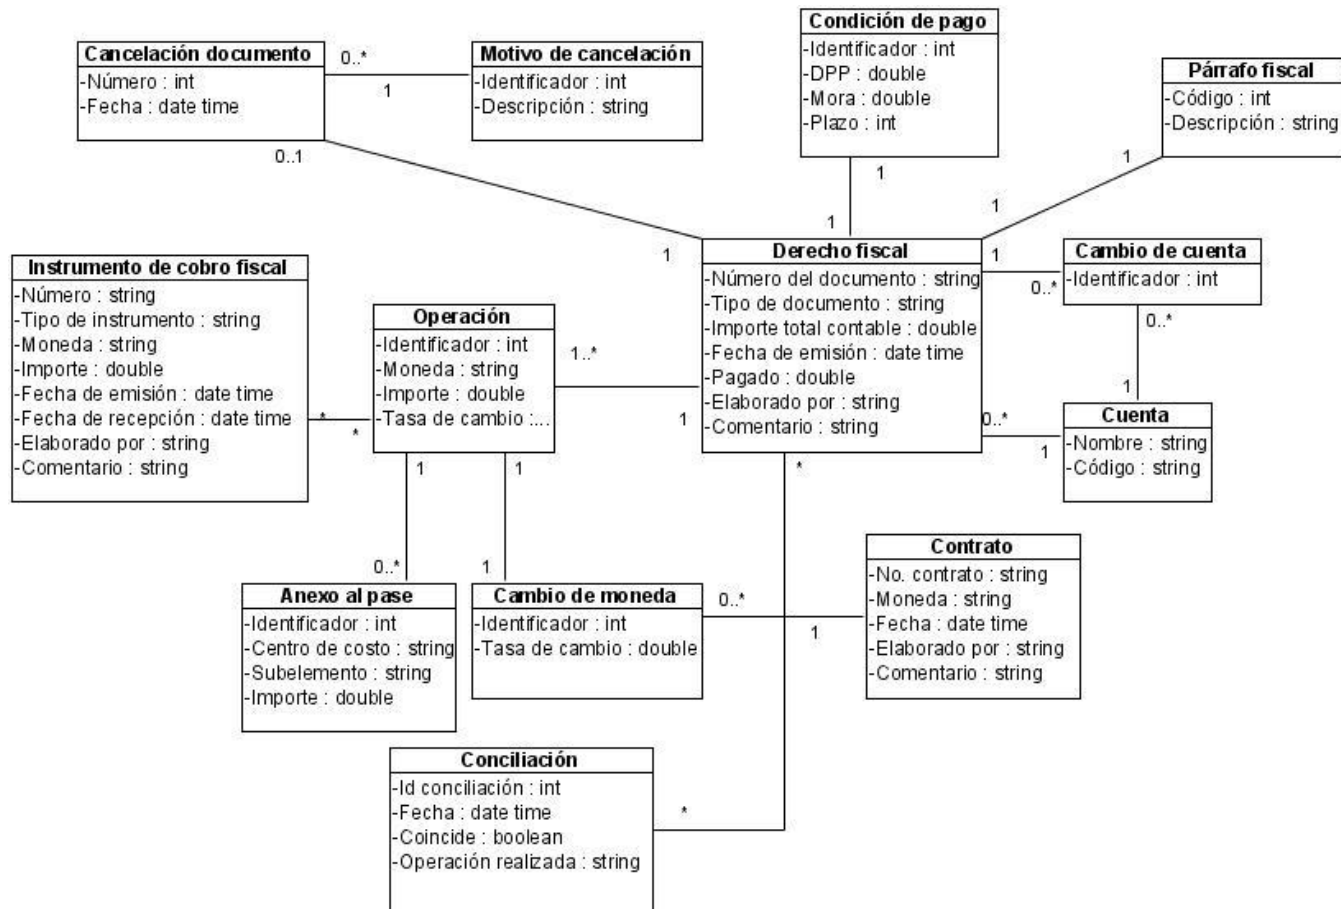 Condición de pago
-Identificador : int
-DPP : double
-Mora : double
-Plazo : int
Cancelación documento
-Número : int
-Fecha : date time
0..*
1
Motivo de cancelación
-Identificador : int
-Descripción : string
Párrafo fiscal
-Código : int
-Descripción : string
0..1
1
1
1
1
1
Derecho fiscal
-Número del documento : string
-Tipo de documento : string
-Importe total contable : double
-Fecha de emisión : date time
-Pagado : double
-Elaborado por : string
-Comentario : string
1
0..*
Cambio de cuenta
-Identificador : int
0..*
1
Instrumento de cobro fiscal
-Número : string
-Tipo de instrumento : string
-Moneda : string
-Importe : double
-Fecha de emisión : date time
-Fecha de recepción : date time
-Elaborado por : string
-Comentario : string
*
*
Operación
-Identificador : int
-Moneda : string
-Importe : double
-Tasa de cambio :...
1..*
1
0..*
1
Cuenta
-Nombre : string
-Código : string
1
1
*
0..*
1
Anexo al pase
-Identificador : int
-Centro de costo : string
-Subelemento : string
-Importe : double
Cambio de moneda
-Identificador : int
-Tasa de cambio : double
0..*
1
Contrato
-No. contrato : string
-Moneda : string
-Fecha : date time
-Elaborado por : string
-Comentario : string
Conciliación
-Id conciliación : int
-Fecha : date time
-Coincide : boolean
-Operación realizada : string
*